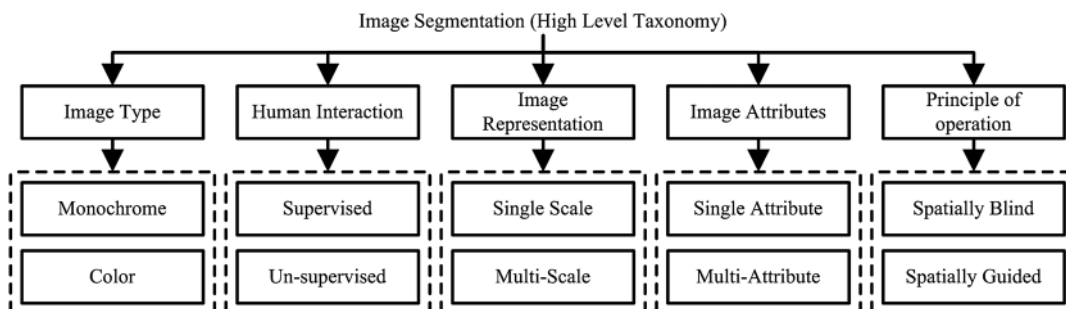 Image Segmentation (High Level Taxonomy)
Image Type
Human Interaction
Image
Representation
Image Attributes
Principle of
operation
Monochrome
Supervised
Single Scale
Single Attribute
Spatially Blind
Color
Un-supervised
Multi-Scale
Multi-Attribute
Spatially Guided